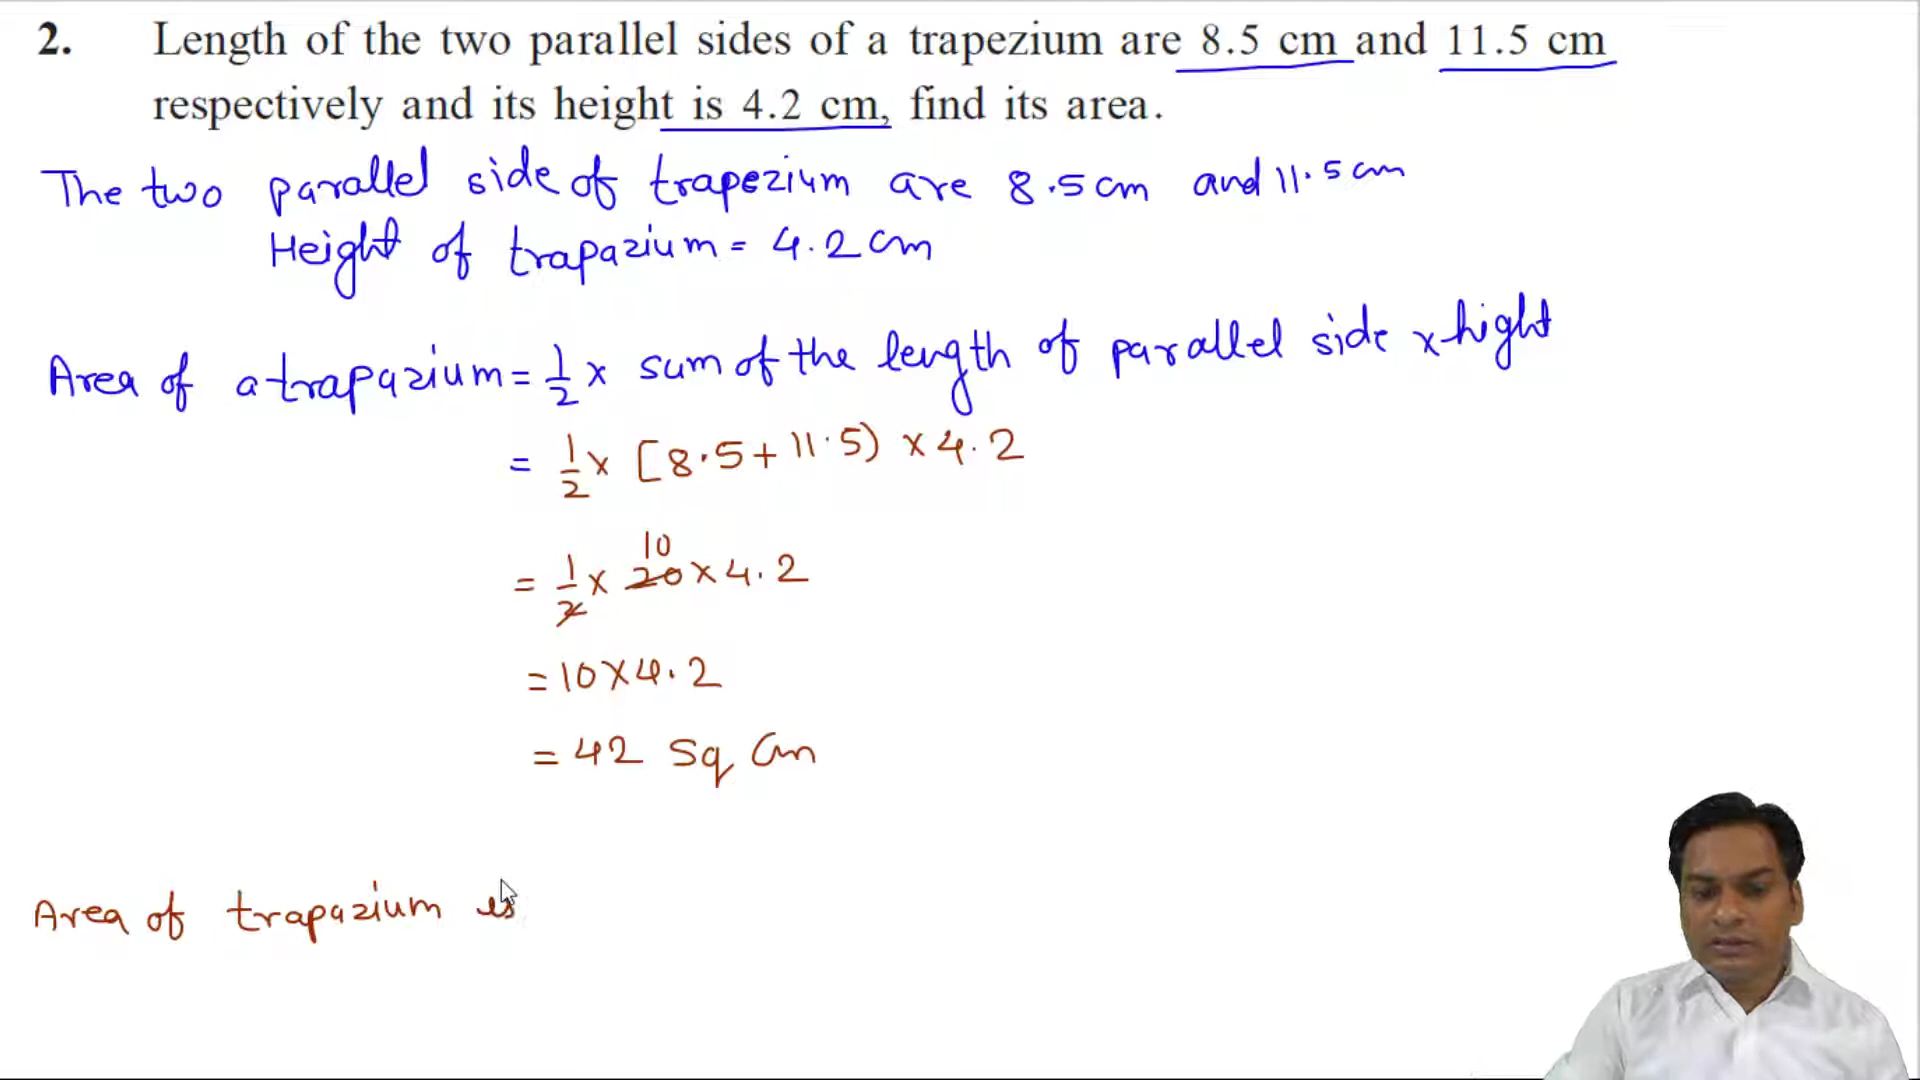 2. Length of the two parallel sides of a trapezium are 8.5 cm and 11.5 cm
respectively and its height is 4.2 cm, find its area.
The two parallel side of trapezium are 8.5 cm and 11.5 cm
Height of trapazium = 4.2 cm
Area of a trapazium = 1/2 × sum of the length of parallel side × hight
= 1/2 × [8.5 + 11.5) × 4.2
10
= 1/2 × 20 × 4.2
= 10 × 4.2
= 42 Sq Cm
Area of trapazium is